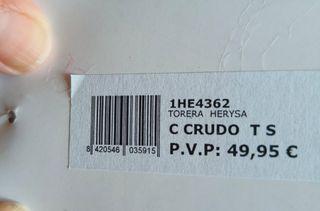 1HE4362
TORERA HERYSA
C CRUDO T S
P.V.P: 49,95 €
8 420546 035915